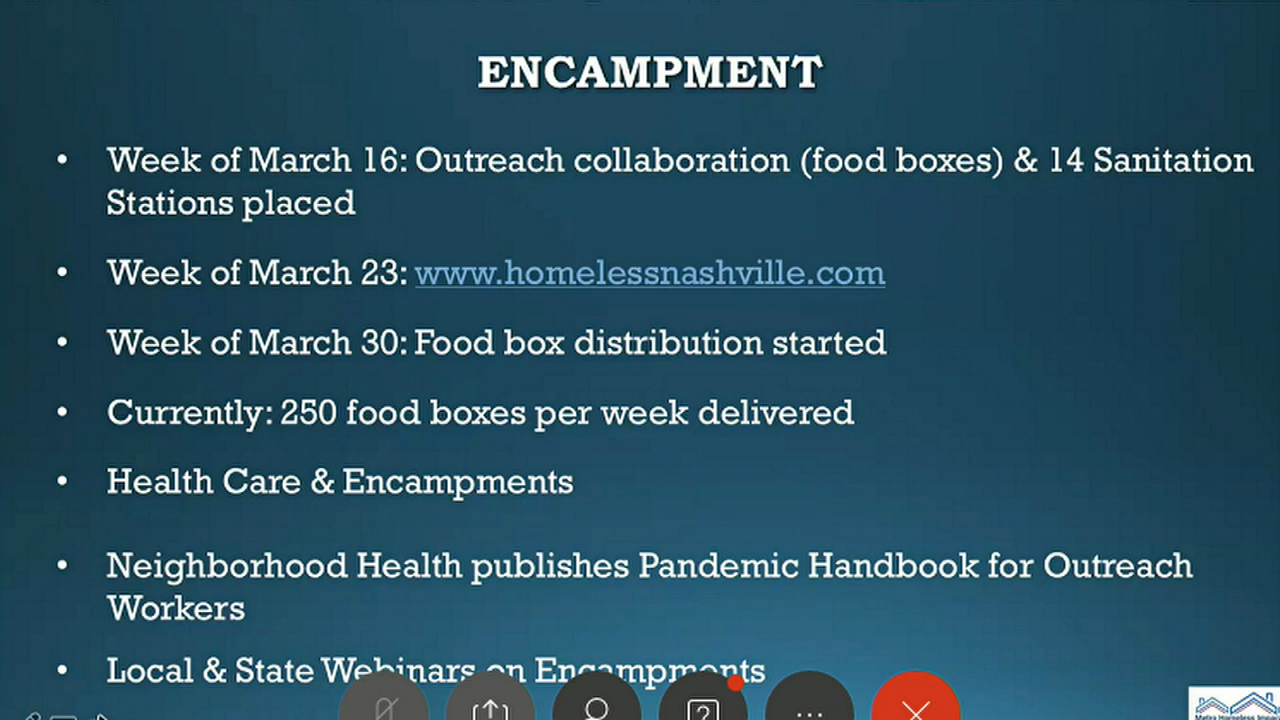 ENCAMPMENT
• Week of March 16: Outreach collaboration (food boxes) & 14 Sanitation
Stations placed
• Week of March 23: www.homelessnashville.com
• Week of March 30: Food box distribution started
• Currently: 250 food boxes per week delivered
• Health Care & Encampments
• Neighborhood Health publishes Pandemic Handbook for Outreach
Workers
• Local & State Webinars on Encampments
Metro Homeless